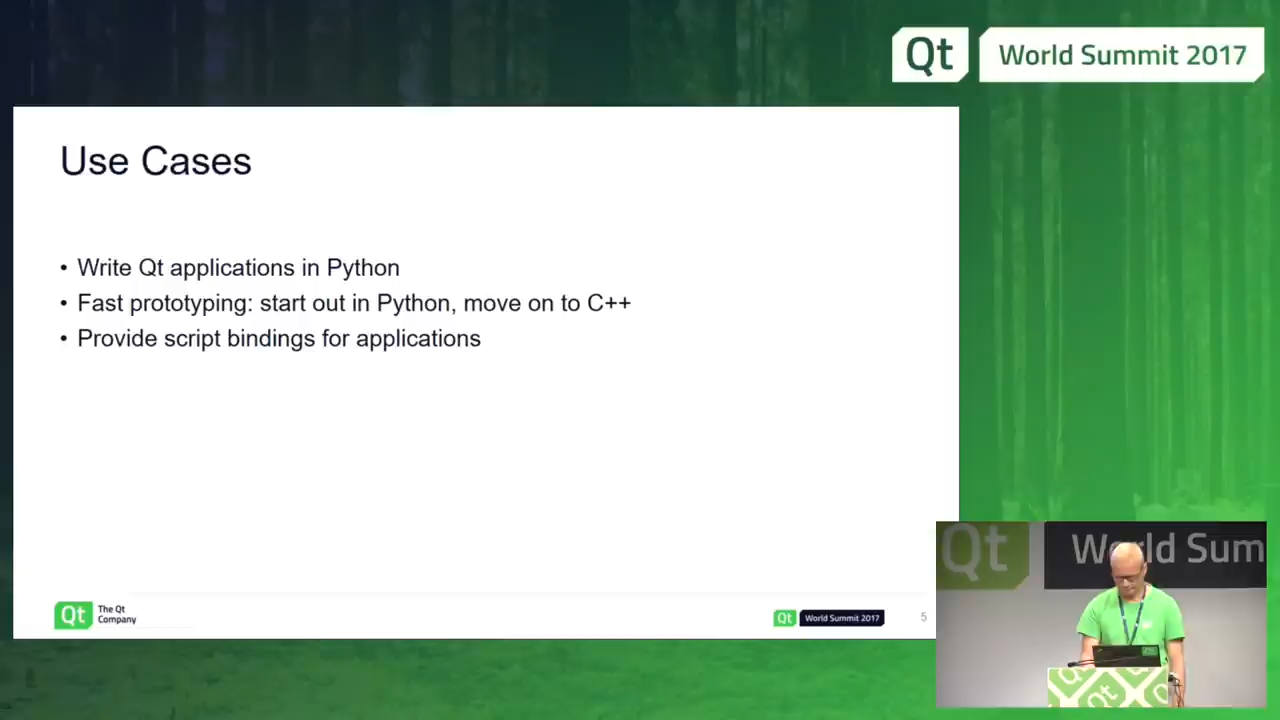 Qt World Summit 2017
Use Cases
• Write Qt applications in Python
• Fast prototyping: start out in Python, move on to C++
• Provide script bindings for applications
Qt The Qt
Company
Qt World Summit 2017
5
Qt World Sum
Qt